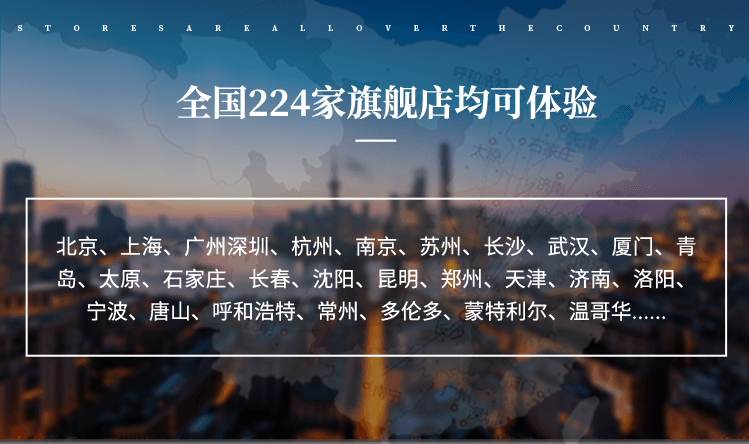 STORESAREALLOVERTHECOUNTRY
全国224家旗舰店均可体验
北京、上海、广州深圳、杭州、南京、苏州、长沙、武汉、厦门、青
岛、太原、石家庄、长春、沈阳、昆明、郑州、天津、济南、洛阳、
宁波、唐山、呼和浩特、常州、多伦多、蒙特利尔、温哥华......